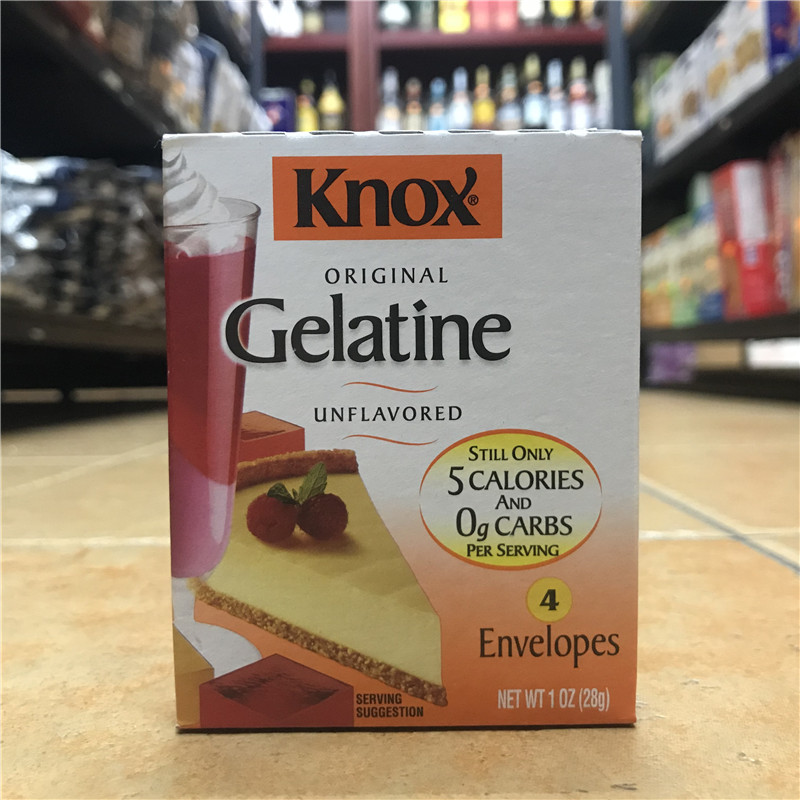 Knox®
ORIGINAL
Gelatine
UNFLAVORED
STILL ONLY
5 CALORIES
AND
0g CARBS
PER SERVING
4
Envelopes
SERVING
SUGGESTION
NET WT 1 OZ (28g)